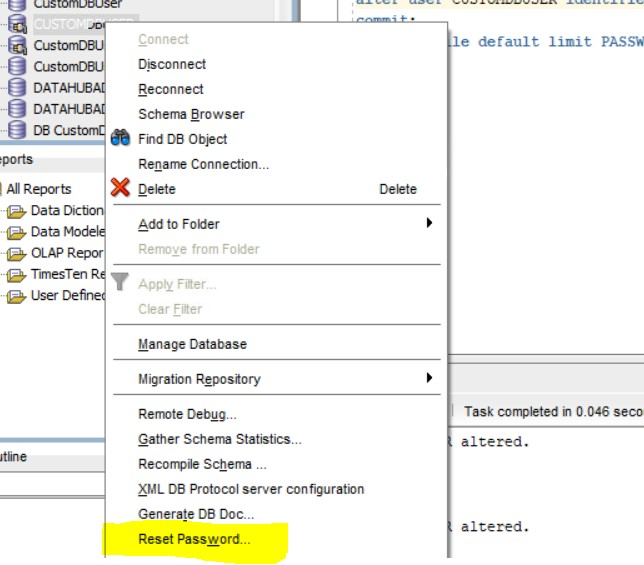 CustomDBUser
alter user CUSTOMDBUSER identifie
CUSTOMDBUSER
commit;
CustomDBU
le default limit PASSW
CustomDBU
DATAHUBAD
DATAHUBAD
DB CustomD
Connect
Disconnect
Reconnect
Schema Browser
Find DB Object
Rename Connection...
Delete Delete
Add to Folder
Remove from Folder
Apply Filter...
Clear Filter
Manage Database
Migration Repository
Remote Debug...
Gather Schema Statistics...
Recompile Schema ...
XML DB Protocol server configuration
Generate DB Doc...
Reset Password...
eports
All Reports
Data Diction
Data Modele
OLAP Repor
TimesTen Re
User Defined
utline
Task completed in 0.046 seco
R altered.
R altered.